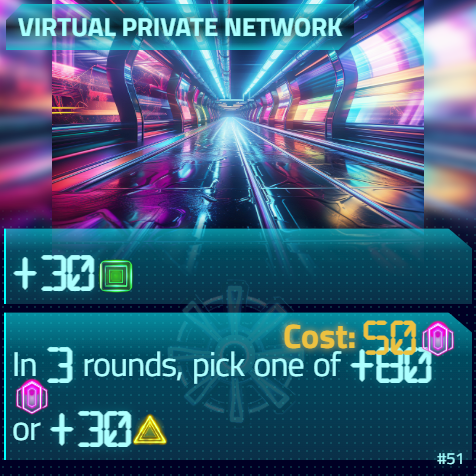 VIRTUAL PRIVATE NETWORK
+30
Cost: 50
In 3 rounds, pick one of +80
or +30
#51